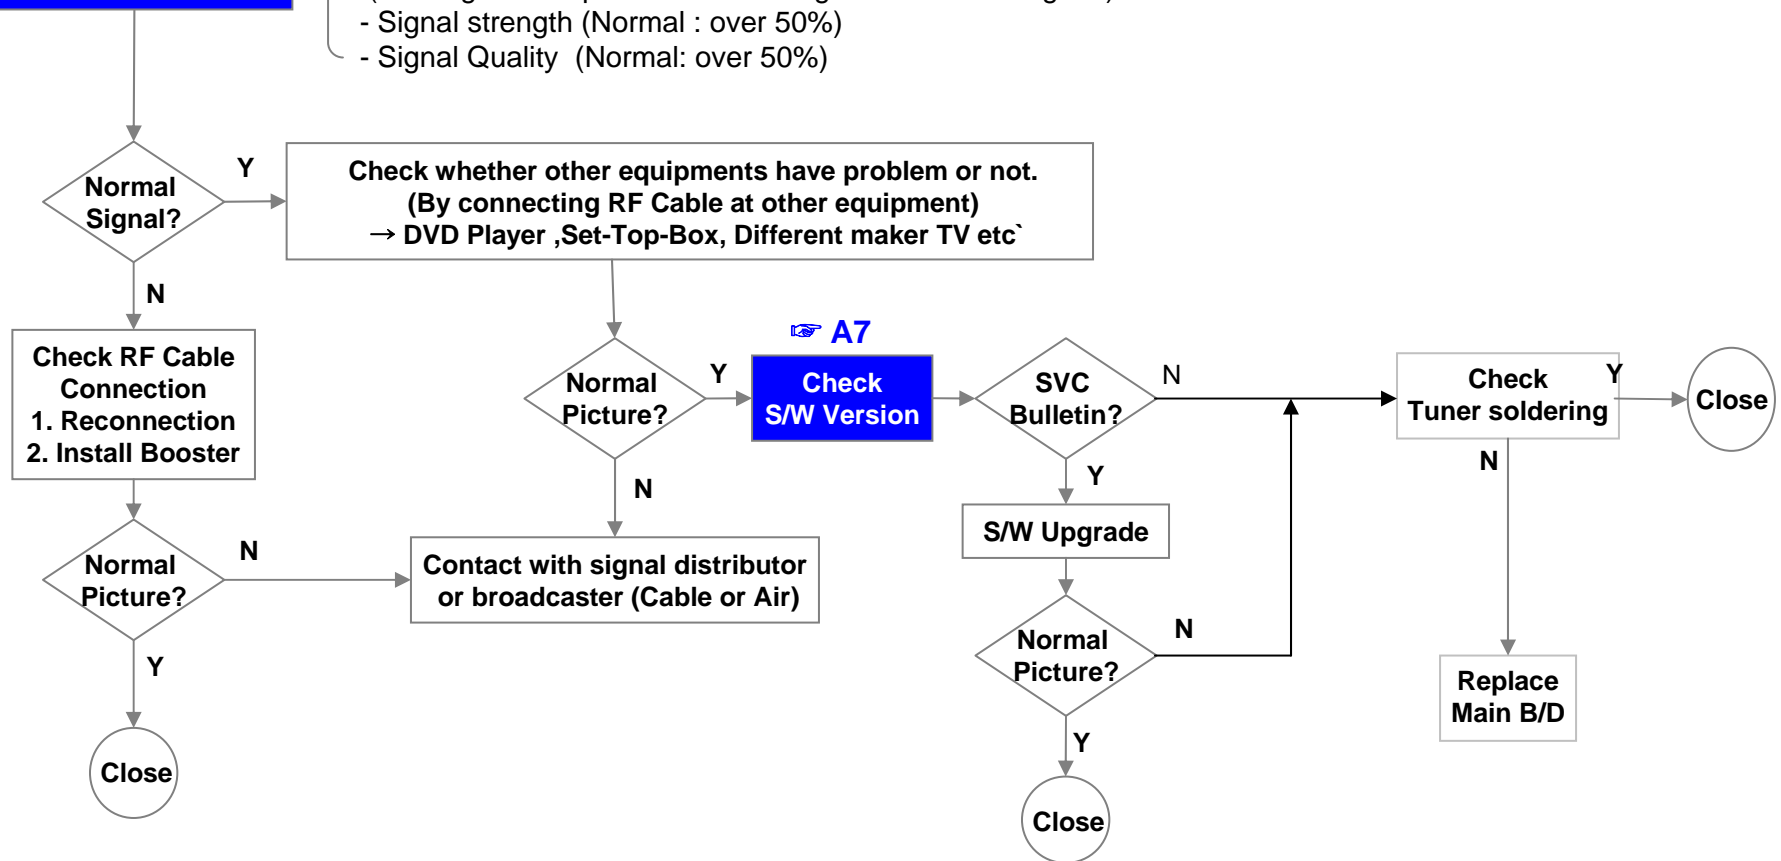 - Signal strength (Normal : over 50%)
- Signal Quality (Normal: over 50%)
Normal
Signal?
Y
Check whether other equipments have problem or not.
(By connecting RF Cable at other equipment)
→ DVD Player ,Set-Top-Box, Different maker TV etc`
N
Check RF Cable
Connection
1. Reconnection
2. Install Booster
Normal
Picture?
Y
☞ A7
Check
S/W Version
SVC
Bulletin?
N
Check
Tuner soldering
Y
Close
N
Y
N
S/W Upgrade
Normal
Picture?
N
Contact with signal distributor
or broadcaster (Cable or Air)
Normal
Picture?
N
Replace
Main B/D
Y
Close
Y
Close